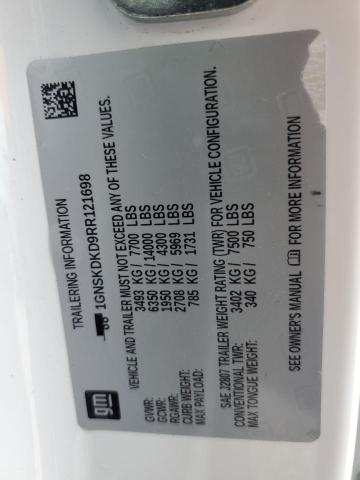 TRAILERING INFORMATION
1GNSKDKD9RR121698
gm
VEHICLE AND TRAILER MUST NOT EXCEED ANY OF THESE VALUES.
GVWR: 3493 KG / 7700 LBS
GCWR: 6350 KG / 14000 LBS
RGAWR: 1950 KG / 4300 LBS
CURB WEIGHT: 2708 KG / 5969 LBS
MAX PAYLOAD: 785 KG / 1731 LBS
SAE J2807 TRAILER WEIGHT RATING (TWR) FOR VEHICLE CONFIGURATION.
CONVENTIONAL TWR: 3402 KG / 7500 LBS
MAX TONGUE WEIGHT: 340 KG / 750 LBS
SEE OWNER'S MANUAL FOR MORE INFORMATION.